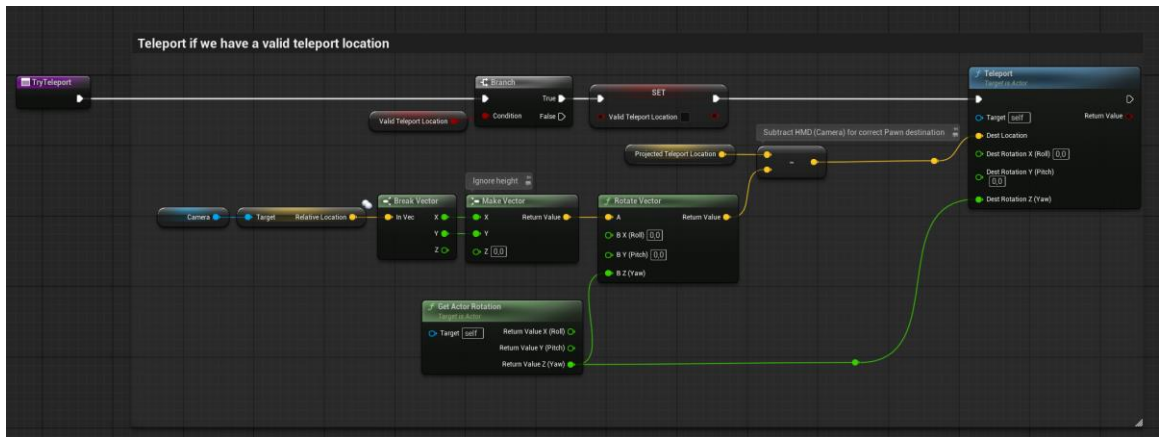 Teleport if we have a valid teleport location
TryTeleport
Branch
True
Condition
False
Valid Teleport Location
SET
Valid Teleport Location
Teleport
Target is Actor
Target
self
Return Value
Dest Location
Dest Rotation X (Roll)
0,0
Dest Rotation Y (Pitch)
0,0
Dest Rotation Z (Yaw)
Subtract HMD (Camera) for correct Pawn destination
Projected Teleport Location
-
Ignore height
Camera
Target
Relative Location
Break Vector
In Vec
X
Y
Z
Make Vector
X
Return Value
Y
Z
0,0
Rotate Vector
A
Return Value
B X (Roll)
0,0
B Y (Pitch)
0,0
B Z (Yaw)
Get Actor Rotation
Target is Actor
Target
self
Return Value X (Roll)
Return Value Y (Pitch)
Return Value Z (Yaw)